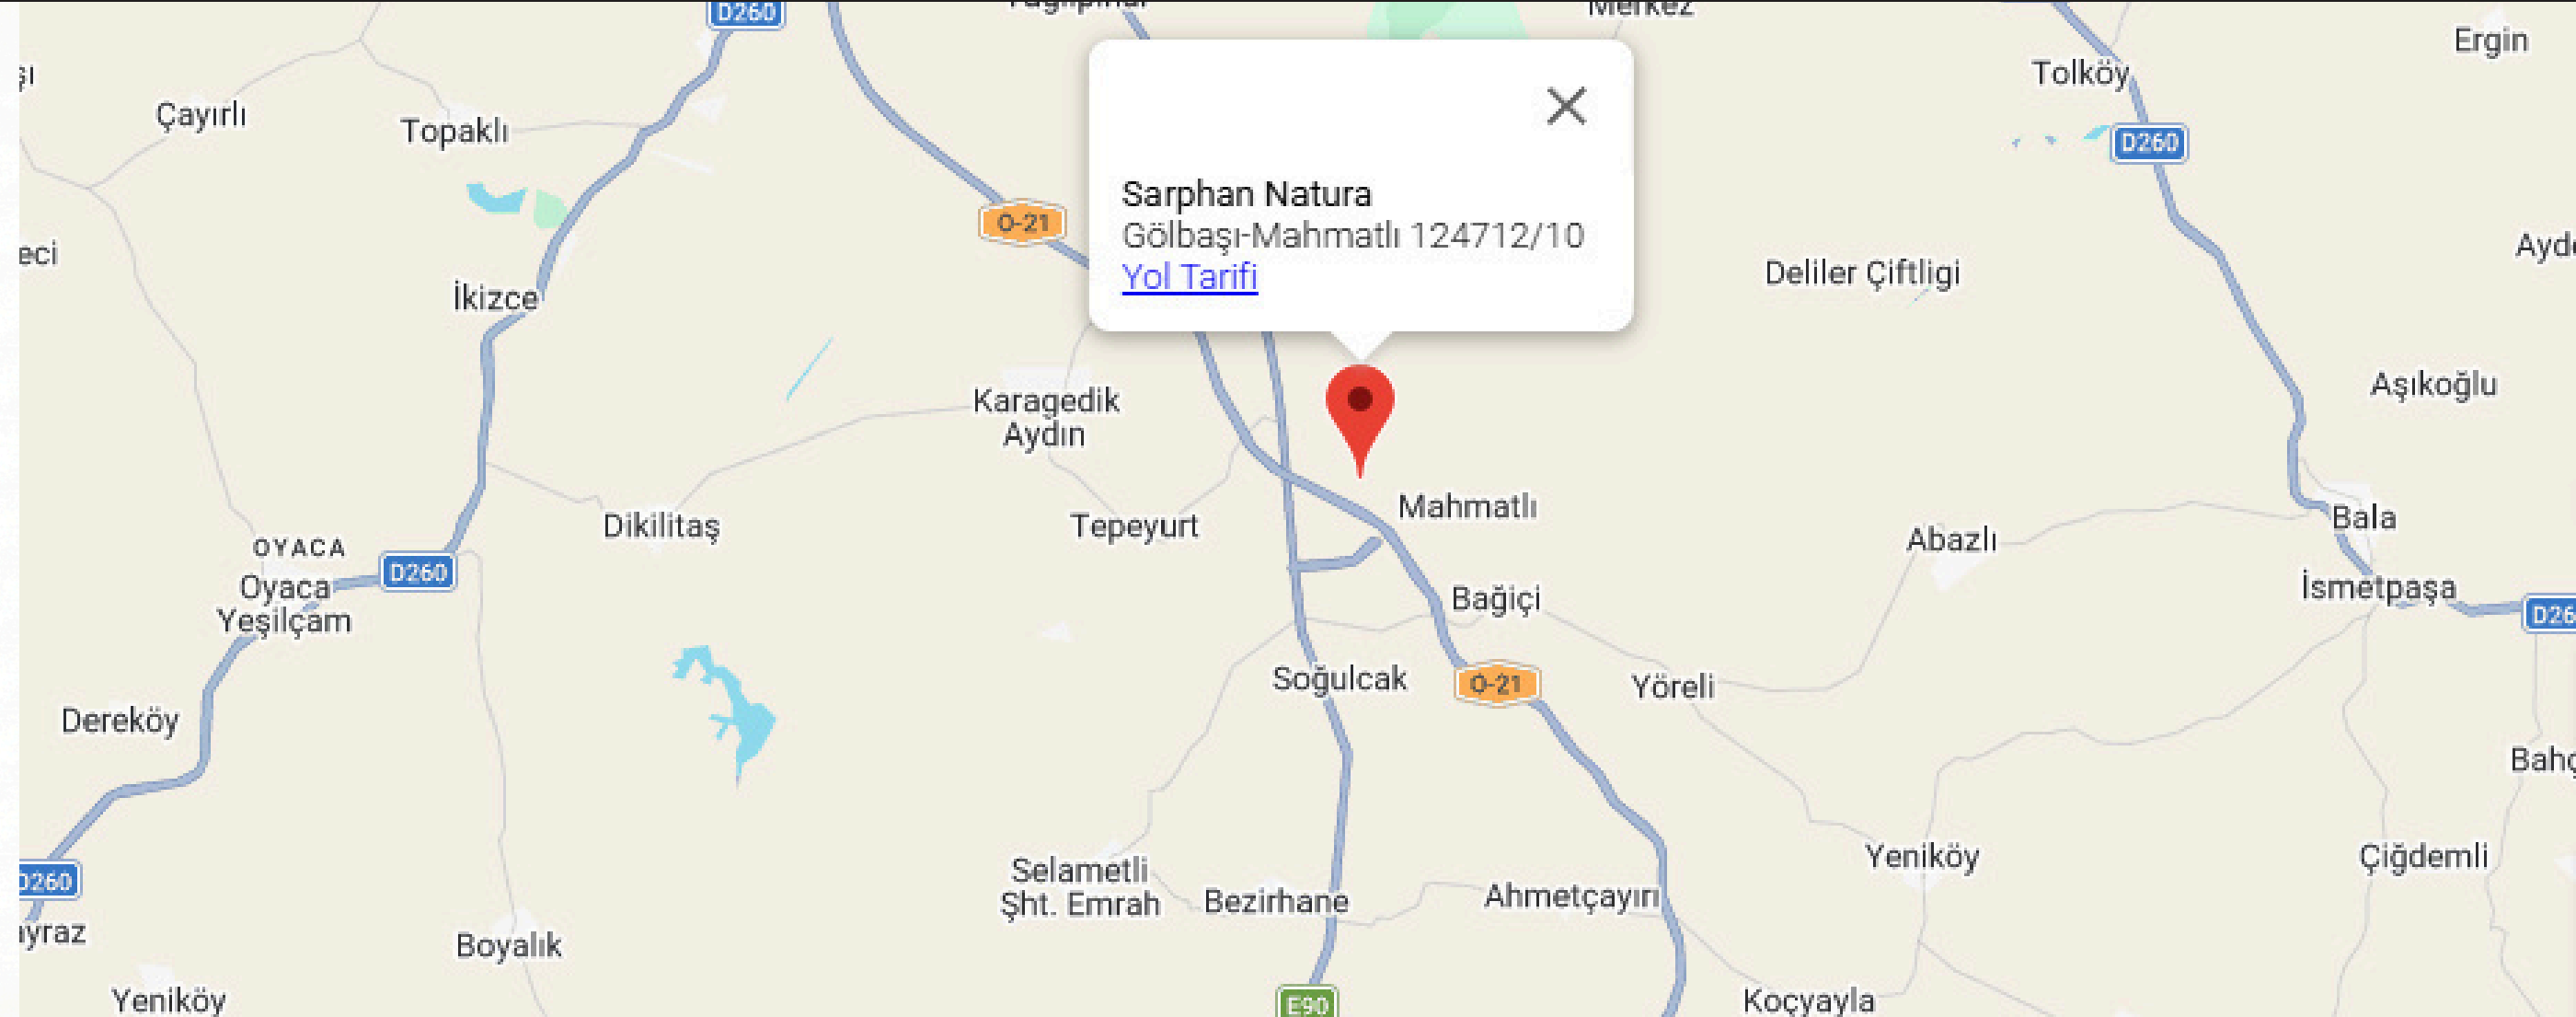 D260
Merkez
Ergin
Tolköy
Çayırlı
Topaklı
D260
Sarphan Natura
Gölbaşı-Mahmatlı 124712/10
Yol Tarifi
O-21
Deliler Çiftligi
İkizce
Aşıkoğlu
Karagedik
Aydın
Mahmatlı
Bala
Dikilitaş
Tepeyurt
Abazlı
OYACA
D260
Oyaca
Yeşilçam
İsmetpaşa
Bağiçi
D26
Soğulcak
O-21
Yöreli
Dereköy
Yeniköy
Çiğdemli
Selametli
Şht. Emrah
Bezirhane
Ahmetçayırı
D260
Boyalık
Yeniköy
E90
Koçyayla